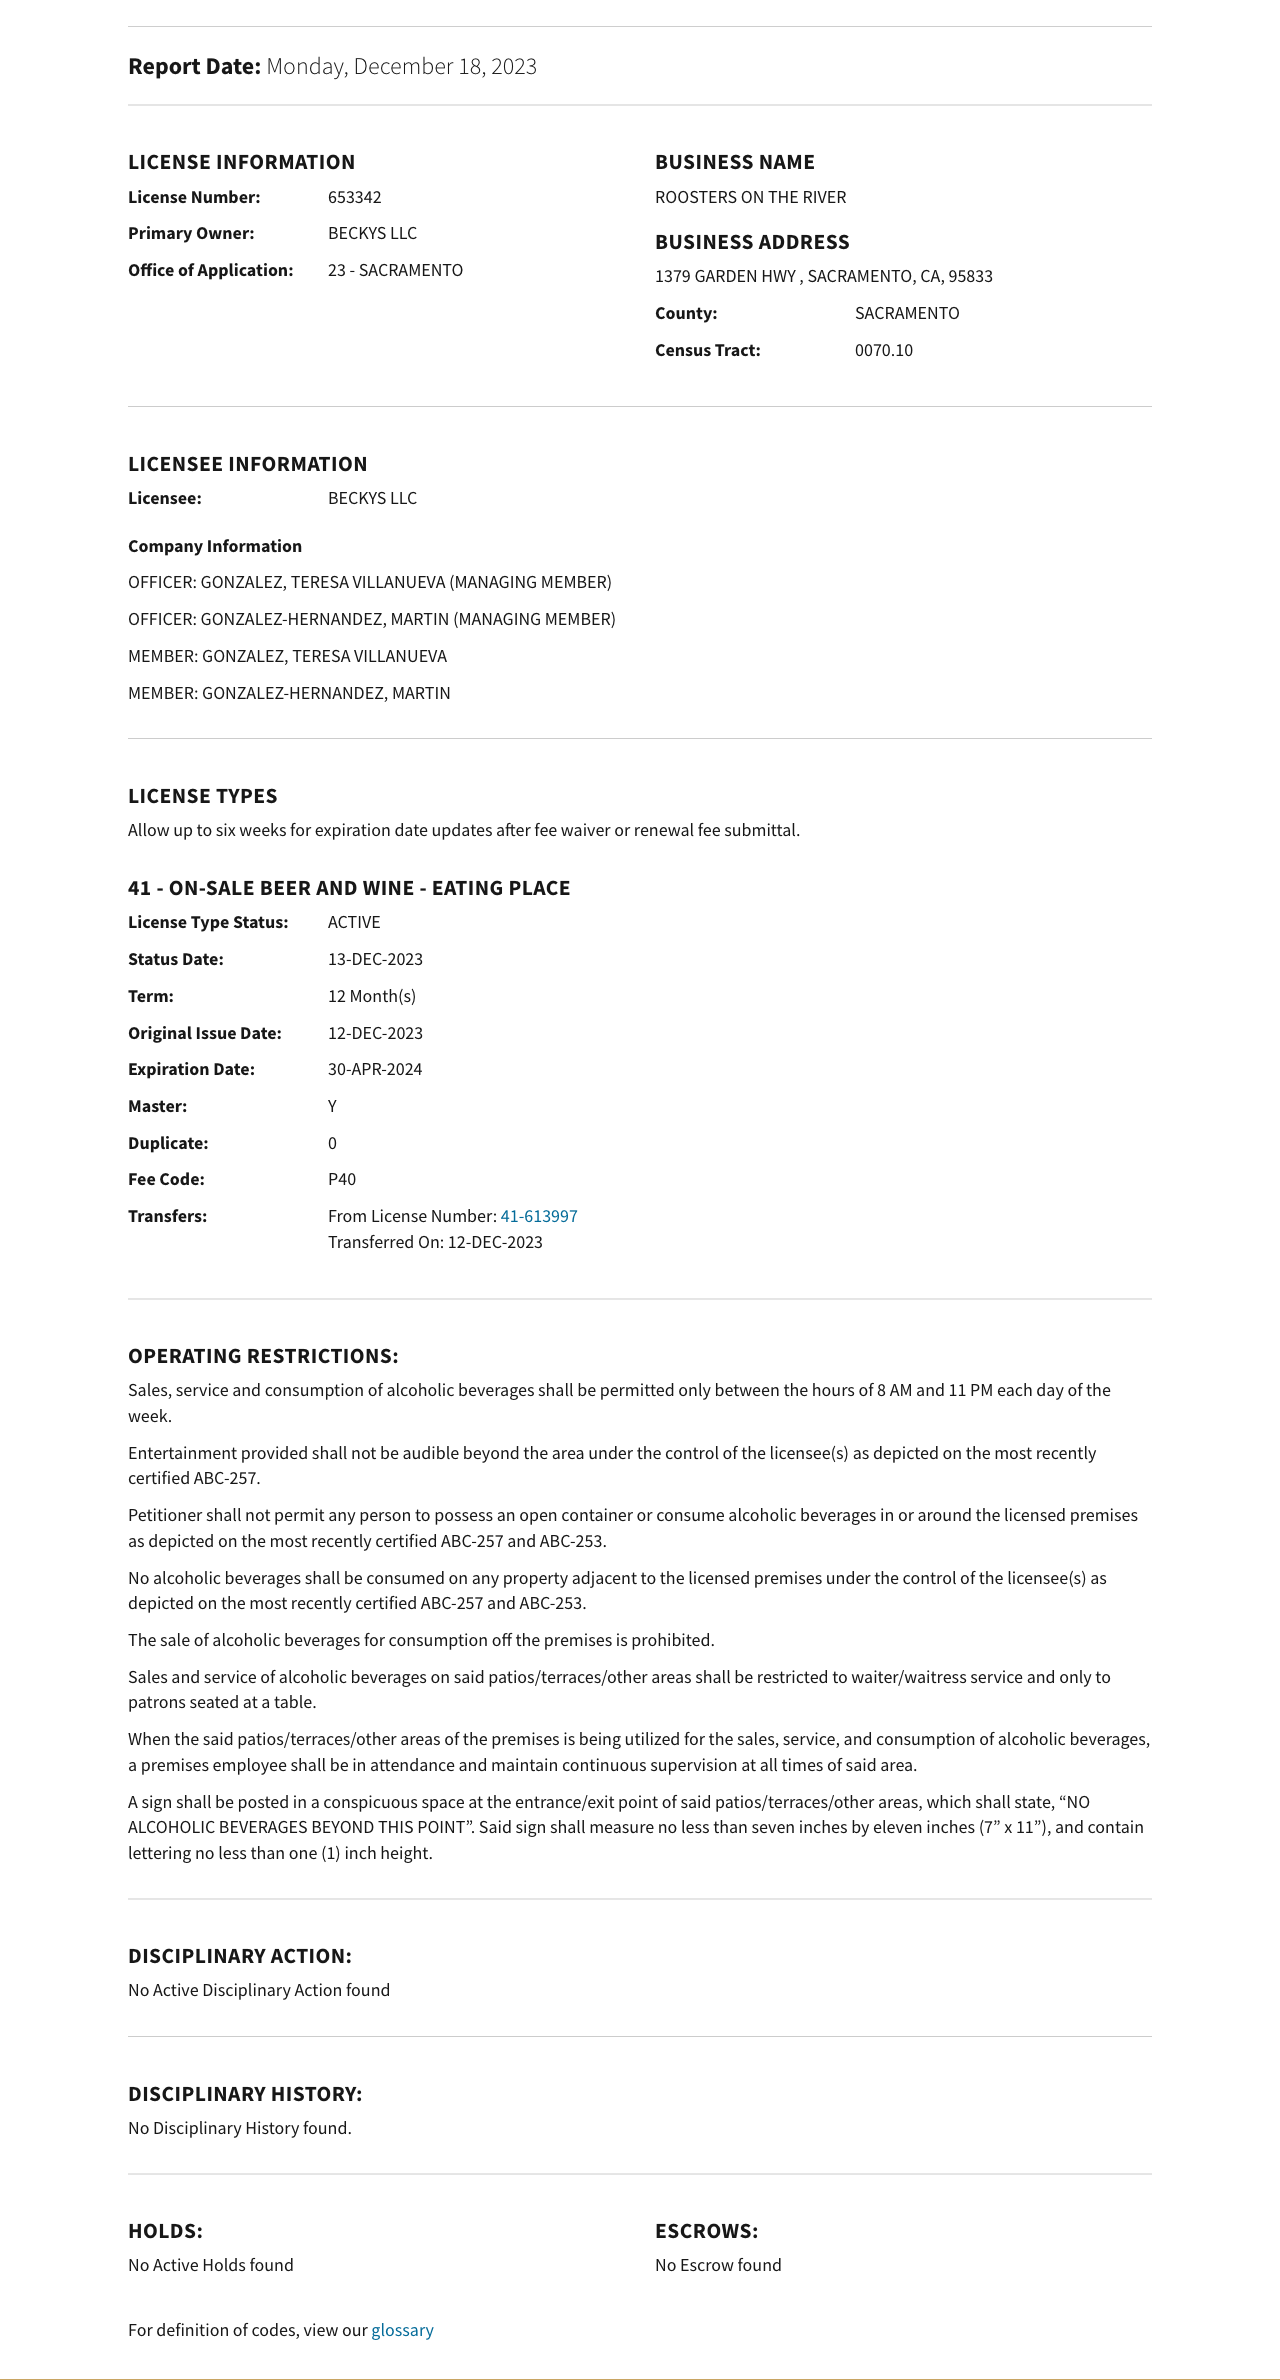 Report Date: Monday, December 18, 2023
LICENSE INFORMATION
License Number: 653342
Primary Owner: BECKYS LLC
Office of Application: 23 - SACRAMENTO
BUSINESS NAME
ROOSTERS ON THE RIVER
BUSINESS ADDRESS
1379 GARDEN HWY , SACRAMENTO, CA, 95833
County: SACRAMENTO
Census Tract: 0070.10
LICENSEE INFORMATION
Licensee: BECKYS LLC
Company Information
OFFICER: GONZALEZ, TERESA VILLANUEVA (MANAGING MEMBER)
OFFICER: GONZALEZ-HERNANDEZ, MARTIN (MANAGING MEMBER)
MEMBER: GONZALEZ, TERESA VILLANUEVA
MEMBER: GONZALEZ-HERNANDEZ, MARTIN
LICENSE TYPES
Allow up to six weeks for expiration date updates after fee waiver or renewal fee submittal.
41 - ON-SALE BEER AND WINE - EATING PLACE
License Type Status: ACTIVE
Status Date: 13-DEC-2023
Term: 12 Month(s)
Original Issue Date: 12-DEC-2023
Expiration Date: 30-APR-2024
Master: Y
Duplicate: 0
Fee Code: P40
Transfers: From License Number: 41-613997
Transferred On: 12-DEC-2023
OPERATING RESTRICTIONS:
Sales, service and consumption of alcoholic beverages shall be permitted only between the hours of 8 AM and 11 PM each day of the
week.
Entertainment provided shall not be audible beyond the area under the control of the licensee(s) as depicted on the most recently
certified ABC-257.
Petitioner shall not permit any person to possess an open container or consume alcoholic beverages in or around the licensed premises
as depicted on the most recently certified ABC-257 and ABC-253.
No alcoholic beverages shall be consumed on any property adjacent to the licensed premises under the control of the licensee(s) as
depicted on the most recently certified ABC-257 and ABC-253.
The sale of alcoholic beverages for consumption off the premises is prohibited.
Sales and service of alcoholic beverages on said patios/terraces/other areas shall be restricted to waiter/waitress service and only to
patrons seated at a table.
When the said patios/terraces/other areas of the premises is being utilized for the sales, service, and consumption of alcoholic beverages,
a premises employee shall be in attendance and maintain continuous supervision at all times of said area.
A sign shall be posted in a conspicuous space at the entrance/exit point of said patios/terraces/other areas, which shall state, “NO
ALCOHOLIC BEVERAGES BEYOND THIS POINT”. Said sign shall measure no less than seven inches by eleven inches (7” x 11”), and contain
lettering no less than one (1) inch height.
DISCIPLINARY ACTION:
No Active Disciplinary Action found
DISCIPLINARY HISTORY:
No Disciplinary History found.
HOLDS:
No Active Holds found
ESCROWS:
No Escrow found
For definition of codes, view our glossary